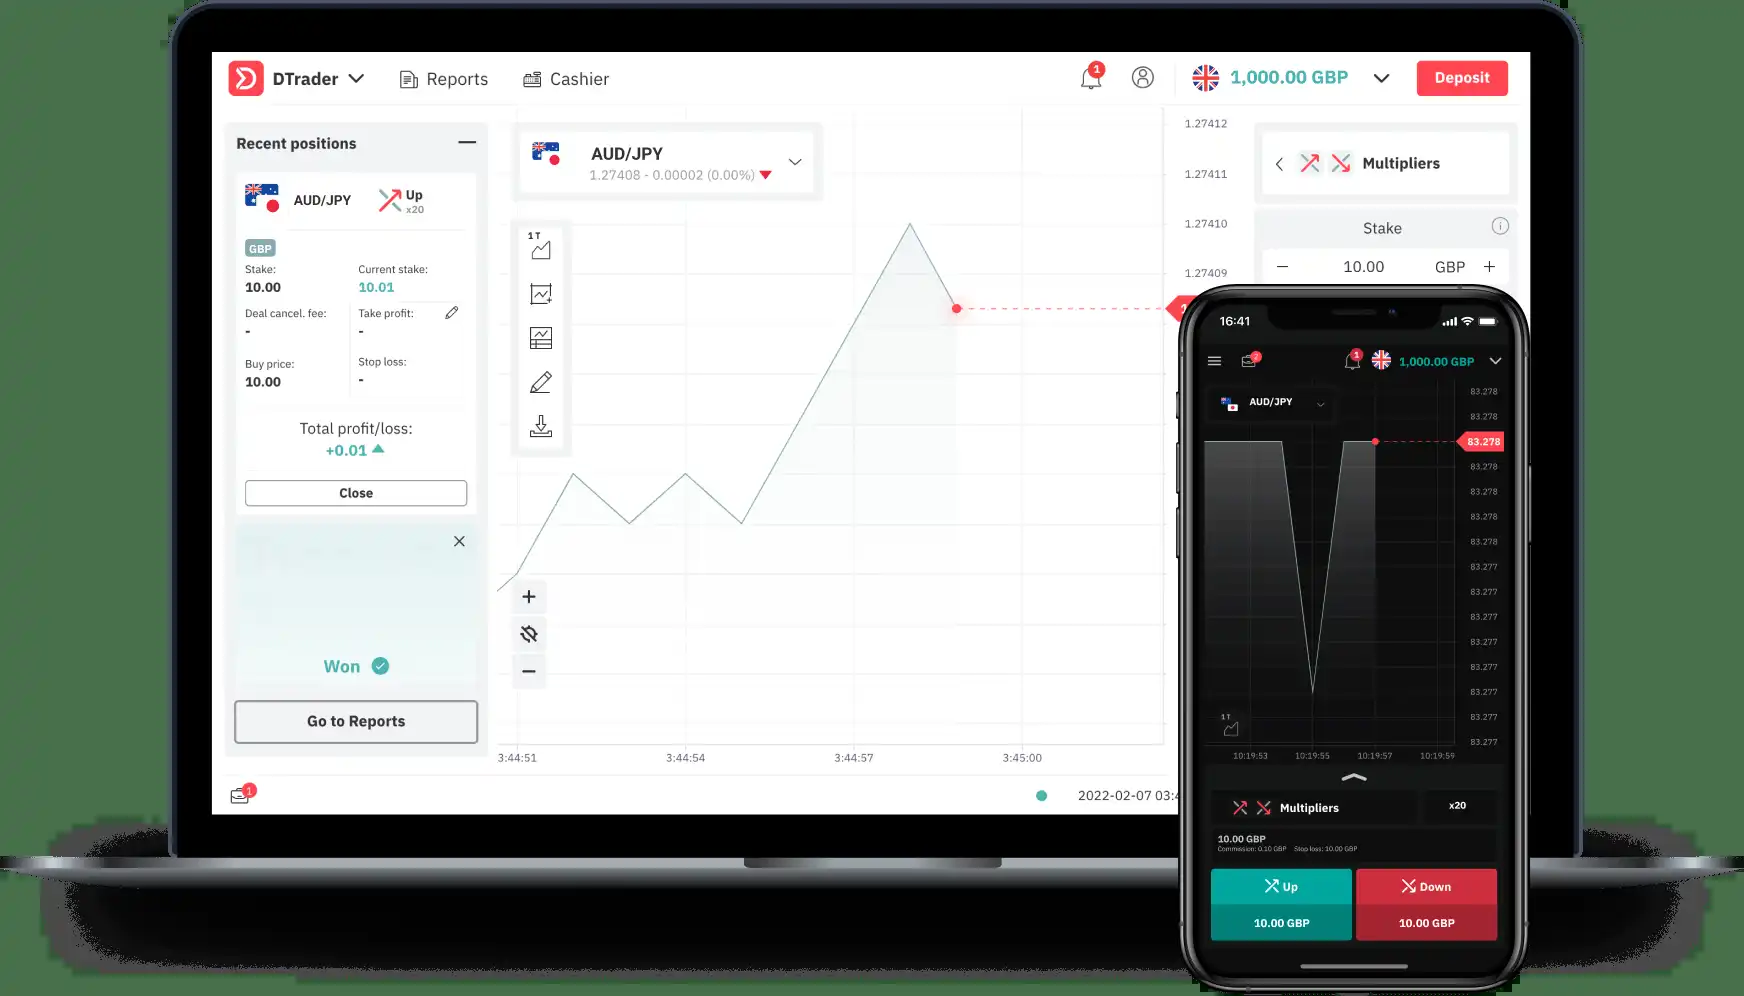 DTrader
Reports
Cashier
1
1,000.00 GBP
Deposit
Recent positions
AUD/JPY
Up
x20
GBP
Stake:
Current stake:
10.00
10.01
Deal cancel. fee:
Take profit:
-
-
Buy price:
Stop loss:
10.00
-
Total profit/loss:
+0.01
Close
Won
Go to Reports
1
AUD/JPY
1.27408 - 0.00002 (0.00%)
1T
1.27412
1.27411
1.27410
1.27409
3:44:51
3:44:54
3:44:57
3:45:00
2022-02-07 03:4
Multipliers
Stake
10.00
GBP
16:41
2
1
1,000.00 GBP
AUD/JPY
83.278
83.278
83.278
83.278
83.278
83.278
83.278
83.277
83.277
83.277
83.277
83.277
83.277
83.277
83.277
1T
10:19:53
10:19:55
10:19:57
10:19:59
Multipliers
x20
10.00 GBP
Commission: 0.10 GBP Stop loss: 10.00 GBP
Up
Down
10.00 GBP
10.00 GBP